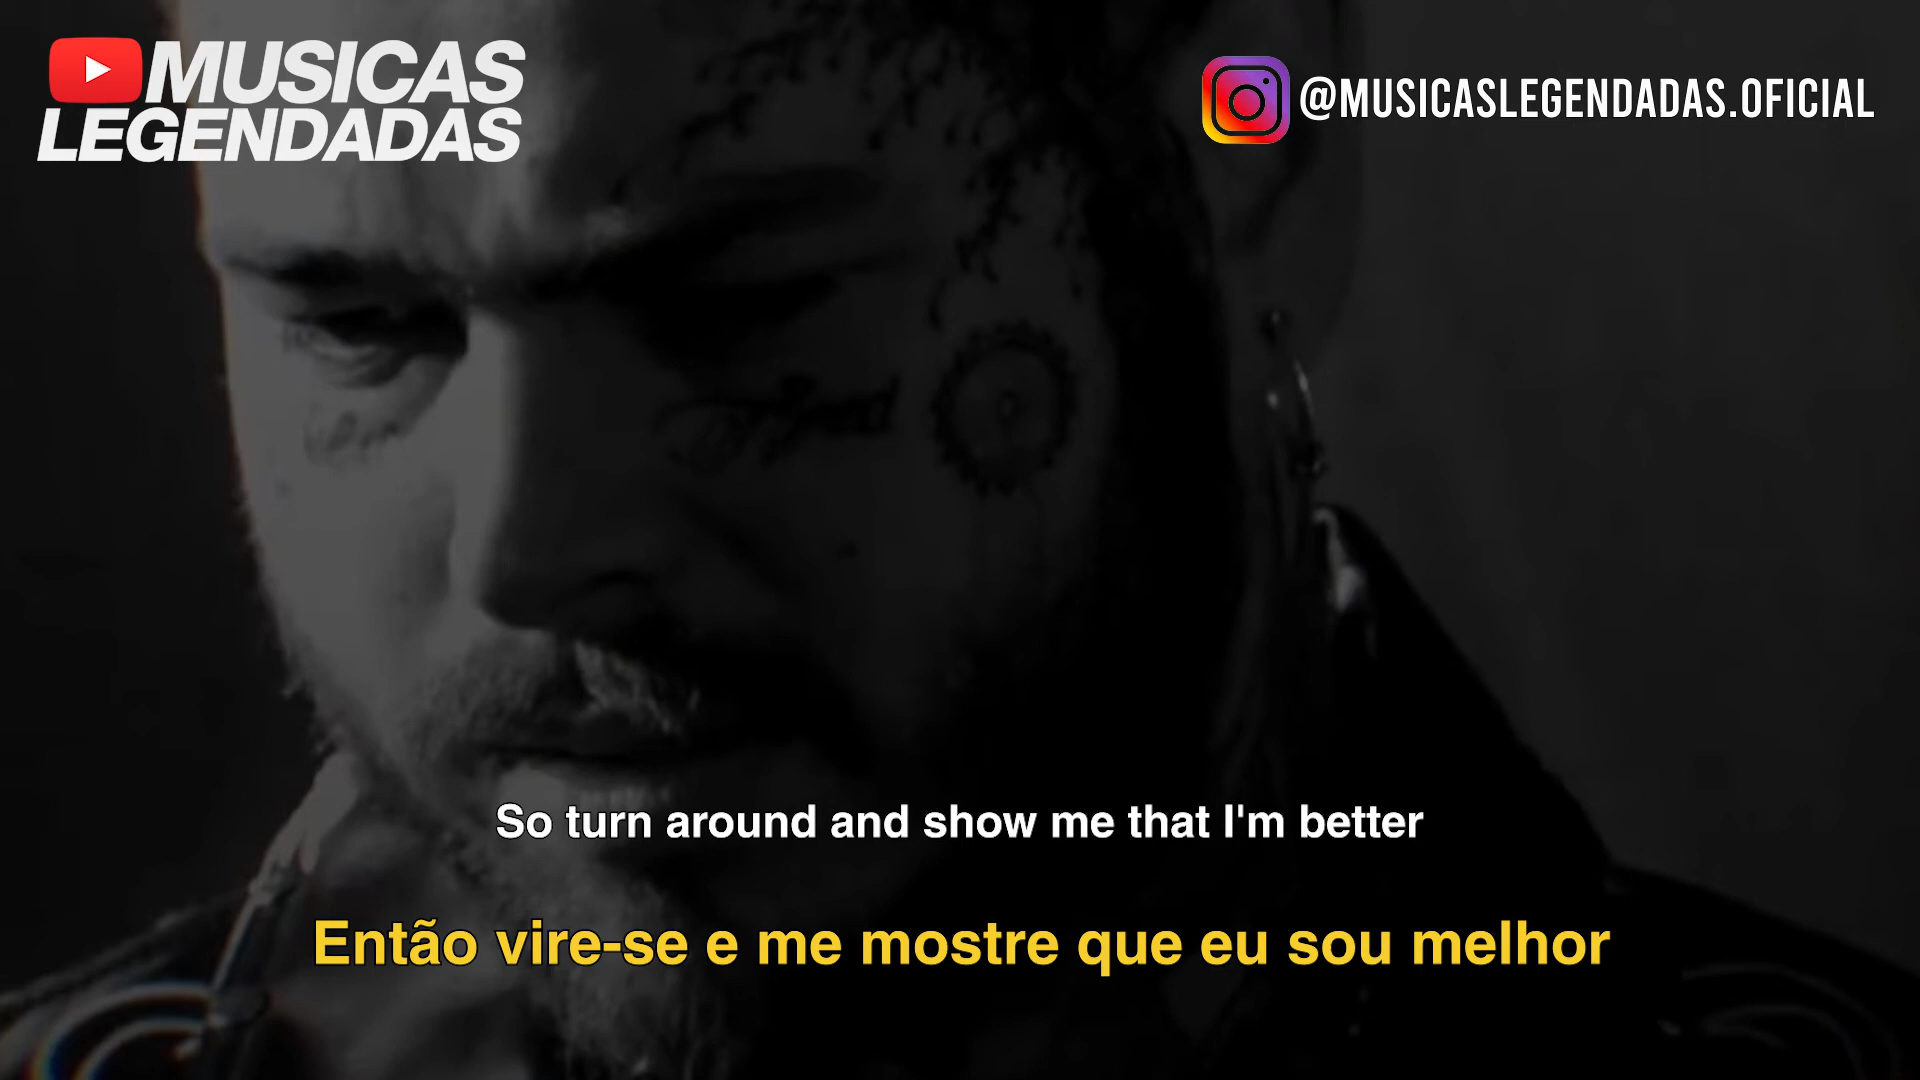 MUSICAS
LEGENDADAS
@MUSICASLEGENDADAS.OFICIAL
So turn around and show me that I'm better
Então vire-se e me mostre que eu sou melhor